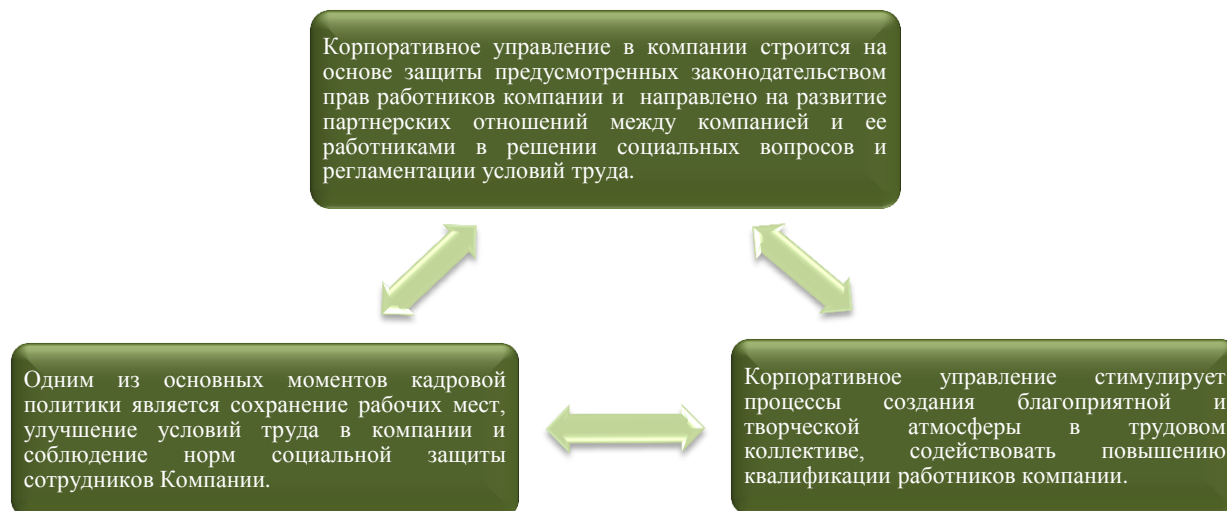 Корпоративное управление в компании строится на
основе защиты предусмотренных законодательством
прав работников компании и направлено на развитие
партнерских отношений между компанией и ее
работниками в решении социальных вопросов и
регламентации условий труда.
Одним из основных моментов кадровой
политики является сохранение рабочих мест,
улучшение условий труда в компании и
соблюдение норм социальной защиты
сотрудников Компании.
Корпоративное управление стимулирует
процессы создания благоприятной и
творческой атмосферы в трудовом
коллективе, содействовать повышению
квалификации работников компании.